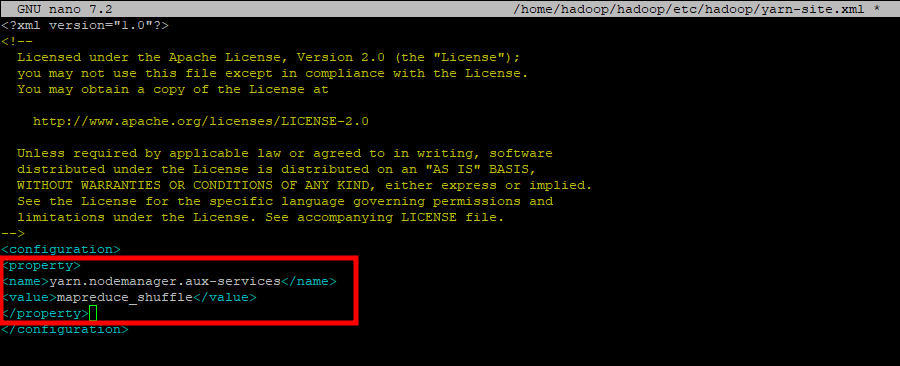 GNU nano 7.2 /home/hadoop/hadoop/etc/hadoop/yarn-site.xml *
<?xml version="1.0"?>
<!--
  Licensed under the Apache License, Version 2.0 (the "License");
  you may not use this file except in compliance with the License.
  You may obtain a copy of the License at

    http://www.apache.org/licenses/LICENSE-2.0

  Unless required by applicable law or agreed to in writing, software
  distributed under the License is distributed on an "AS IS" BASIS,
  WITHOUT WARRANTIES OR CONDITIONS OF ANY KIND, either express or implied.
  See the License for the specific language governing permissions and
  limitations under the License. See accompanying LICENSE file.
-->
<configuration>
<property>
<name>yarn.nodemanager.aux-services</name>
<value>mapreduce_shuffle</value>
</property>
</configuration>